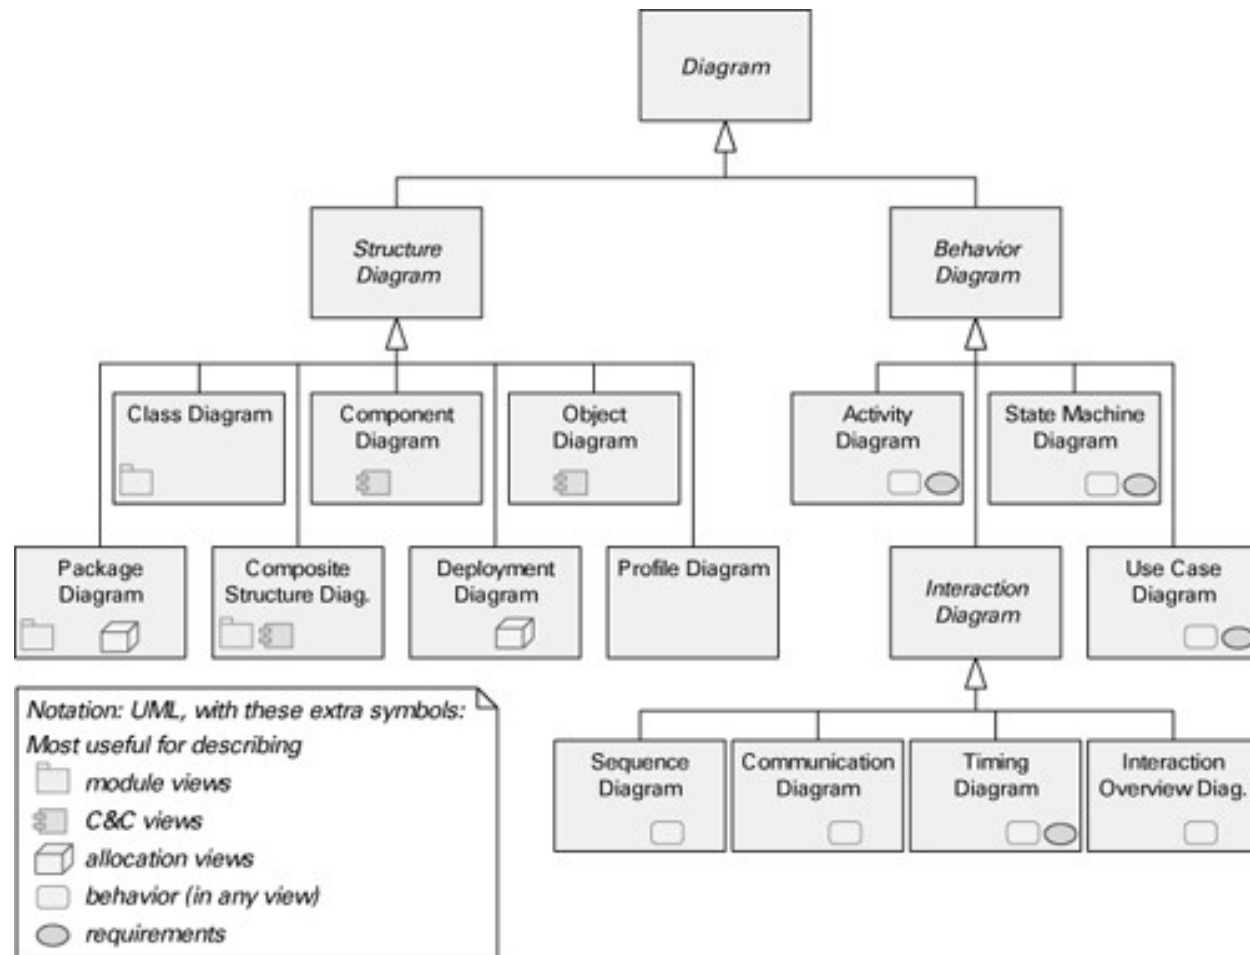 Diagram
Structure
Diagram
Behavior
Diagram
Class Diagram
Component
Diagram
Object
Diagram
Activity
Diagram
State Machine
Diagram
Package
Diagram
Composite
Structure Diag.
Deployment
Diagram
Profile Diagram
Interaction
Diagram
Use Case
Diagram
Sequence
Diagram
Communication
Diagram
Timing
Diagram
Interaction
Overview Diag.
Notation: UML, with these extra symbols:
Most useful for describing
module views
C&C views
allocation views
behavior (in any view)
requirements